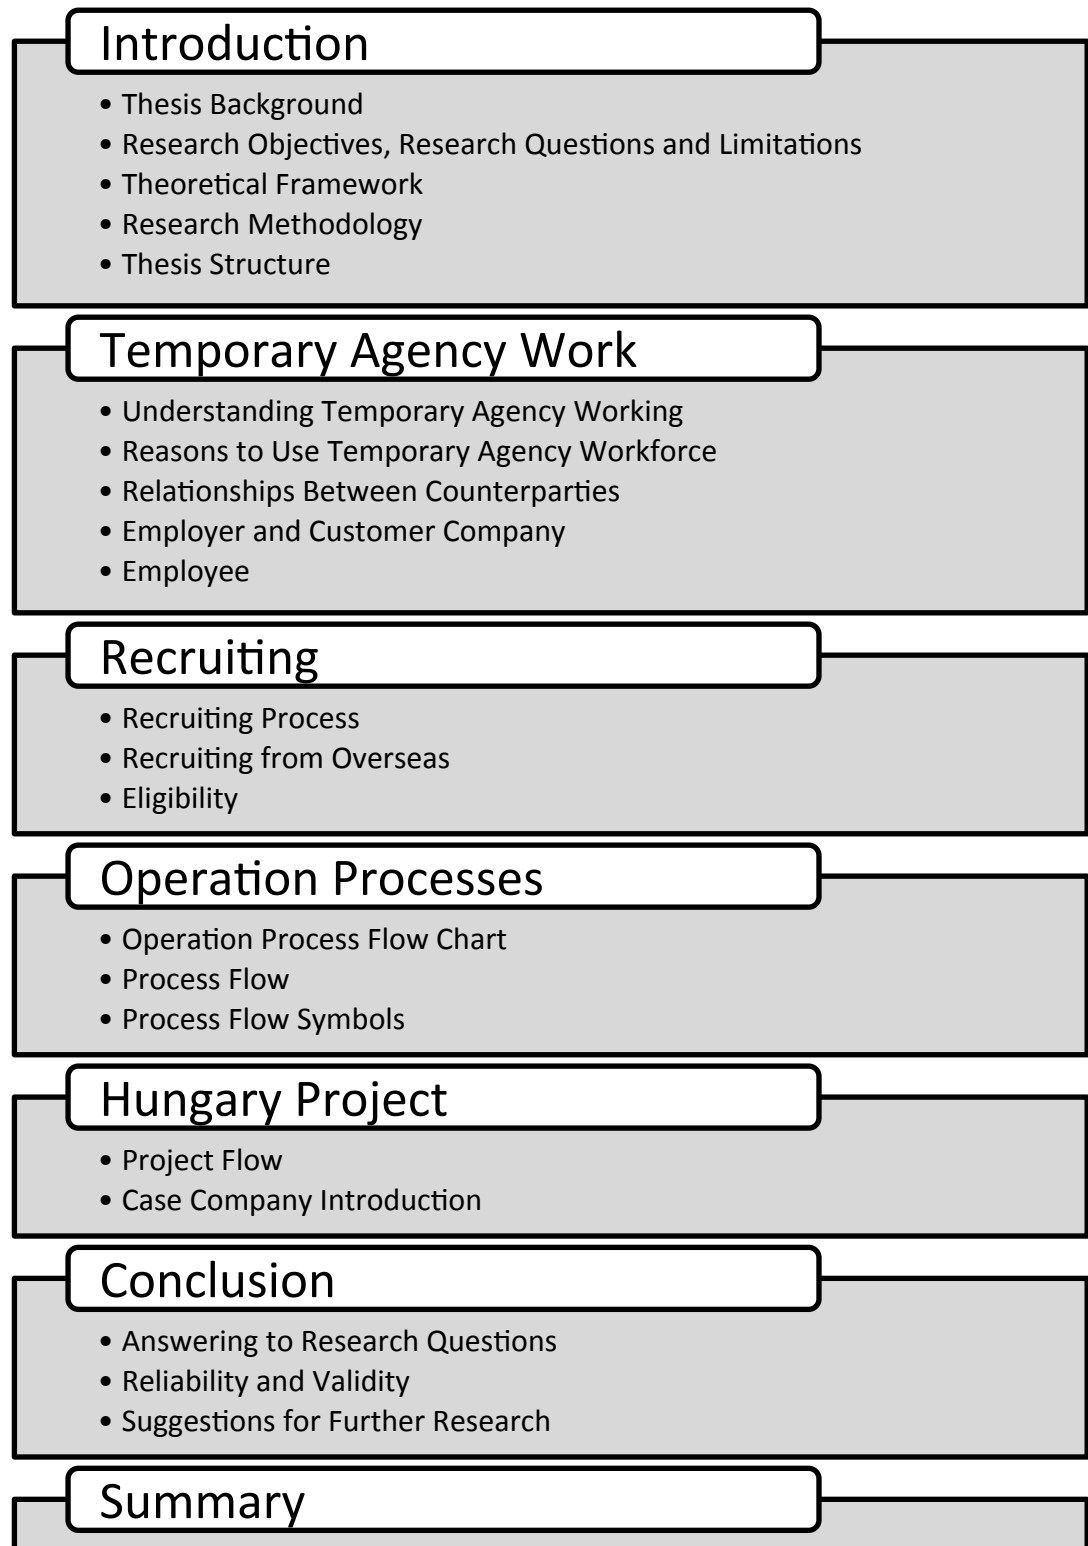 Introduction
• Thesis Background
• Research Objectives, Research Questions and Limitations
• Theoretical Framework
• Research Methodology
• Thesis Structure
Temporary Agency Work
• Understanding Temporary Agency Working
• Reasons to Use Temporary Agency Workforce
• Relationships Between Counterparties
• Employer and Customer Company
• Employee
Recruiting
• Recruiting Process
• Recruiting from Overseas
• Eligibility
Operation Processes
• Operation Process Flow Chart
• Process Flow
• Process Flow Symbols
Hungary Project
• Project Flow
• Case Company Introduction
Conclusion
• Answering to Research Questions
• Reliability and Validity
• Suggestions for Further Research
Summary